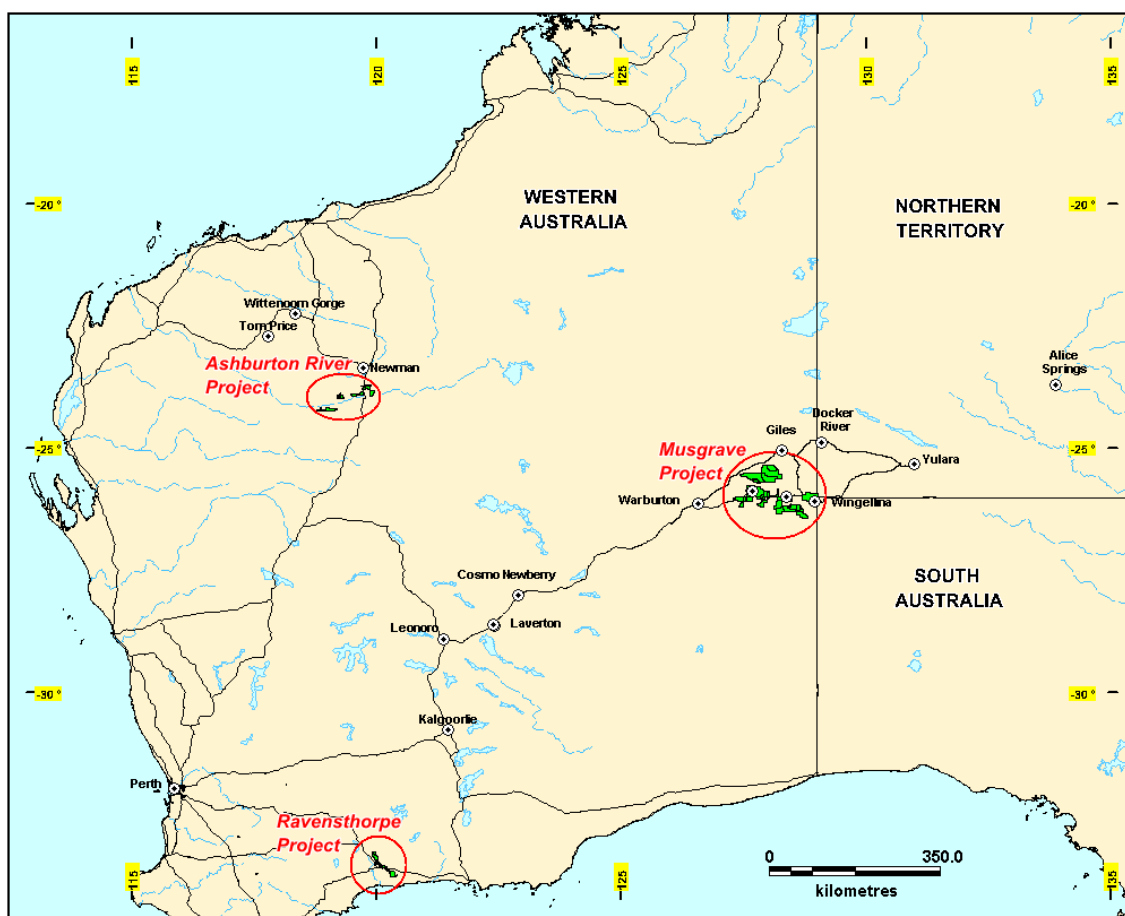 115
120
125
130
135
-20°
-20°
WESTERN
AUSTRALIA
NORTHERN
TERRITORY
Wittenoom Gorge
Tom Price
Newman
Ashburton River
Project
Alice
Springs
Docker
River
Giles
-25°
-25°
Musgrave
Project
Yulara
Warburton
Wingellina
Cosmo Newberry
SOUTH
AUSTRALIA
Laverton
Leonoro
-30°
-30°
Kalgoorlie
Perth
Ravensthorpe
Project
0
350.0
kilometres
115
120
125
135